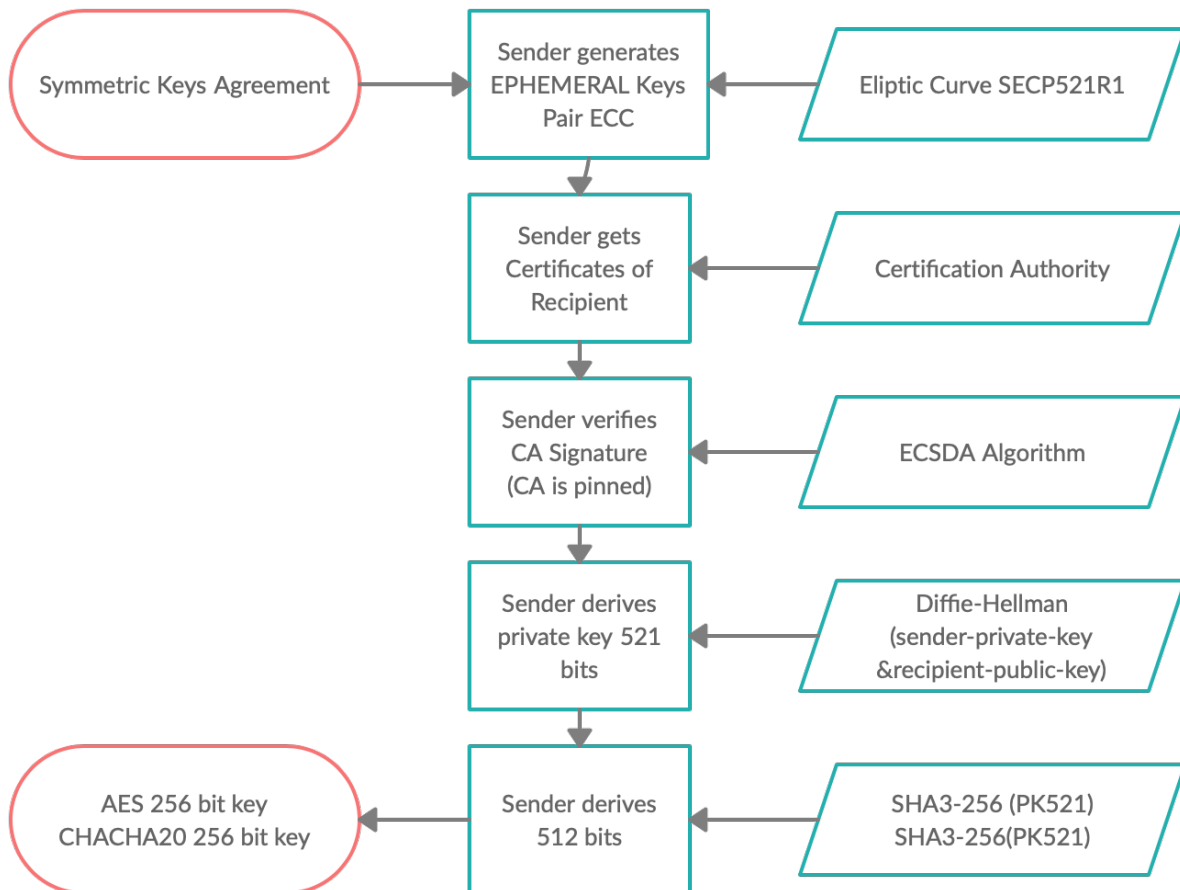 Symmetric Keys Agreement
Sender generates
EPHEMERAL Keys
Pair ECC
Eliptic Curve SECP521R1
Sender gets
Certificates of
Recipient
Certification Authority
Sender verifies
CA Signature
(CA is pinned)
ECSDA Algorithm
Sender derives
private key 521
bits
Diffie-Hellman
(sender-private-key
&recipient-public-key)
AES 256 bit key
CHACHA20 256 bit key
Sender derives
512 bits
SHA3-256 (PK521)
SHA3-256(PK521)